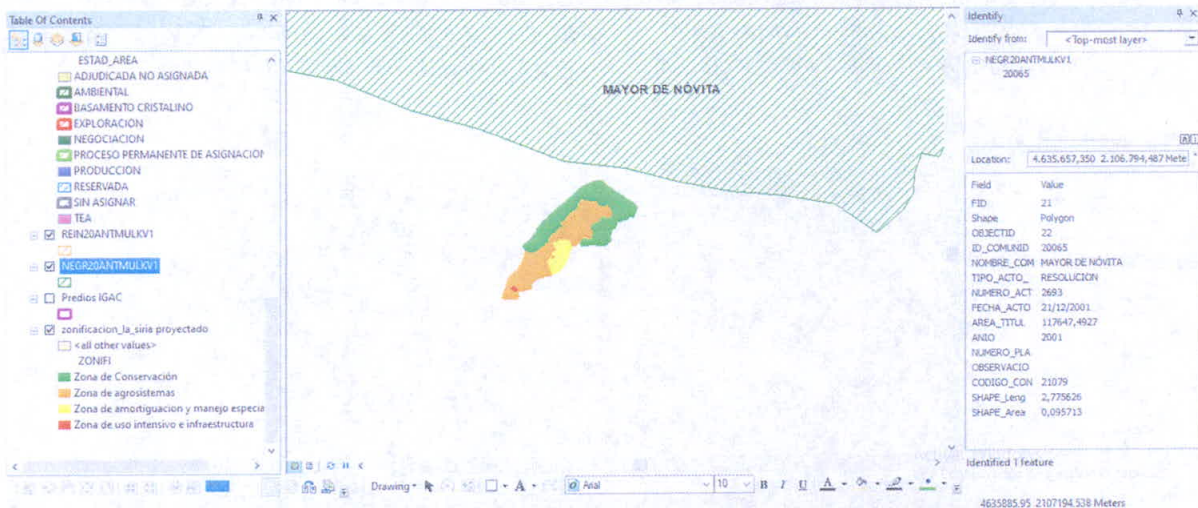 Table Of Contents
ESTAD_AREA
ADJUDICADA NO ASIGNADA
AMBIENTAL
BASAMENTO CRISTALINO
EXPLORACION
NEGOCIACION
PROCESO PERMANENTE DE ASIGNACION
PRODUCCION
RESERVADA
SIN ASIGNAR
TEA
REIN20ANTMULKV1
NEGR20ANTMULKV1
Predios IGAC
zonificacion_la_siria proyectado
<all other values>
ZONIFI
Zona de Conservación
Zona de agrosistemas
Zona de amortiguacion y manejo especia
Zona de uso intensivo e infraestructura
MAYOR DE NÓVITA
Drawing
A
Arial
10
B I U A
Identify
Identify from: <Top-most layer>
NEGR20ANTMULKV1
20065
Location: 4.635.657,350 2.106.794,487 Mete
Field Value
FID 21
Shape Polygon
OBJECTID 22
ID_COMUNID 20065
NOMBRE_COM MAYOR DE NÓVITA
TIPO_ACTO_ RESOLUCION
NUMERO_ACT 2693
FECHA_ACTO 21/12/2001
AREA_TITUL 117647,4927
ANIO 2001
NUMERO_PLA
OBSERVACIO
CODIGO_CON 21079
SHAPE_Leng 2,775626
SHAPE_Area 0,095713
Identified 1 feature
4635885,95 2107194,538 Meters